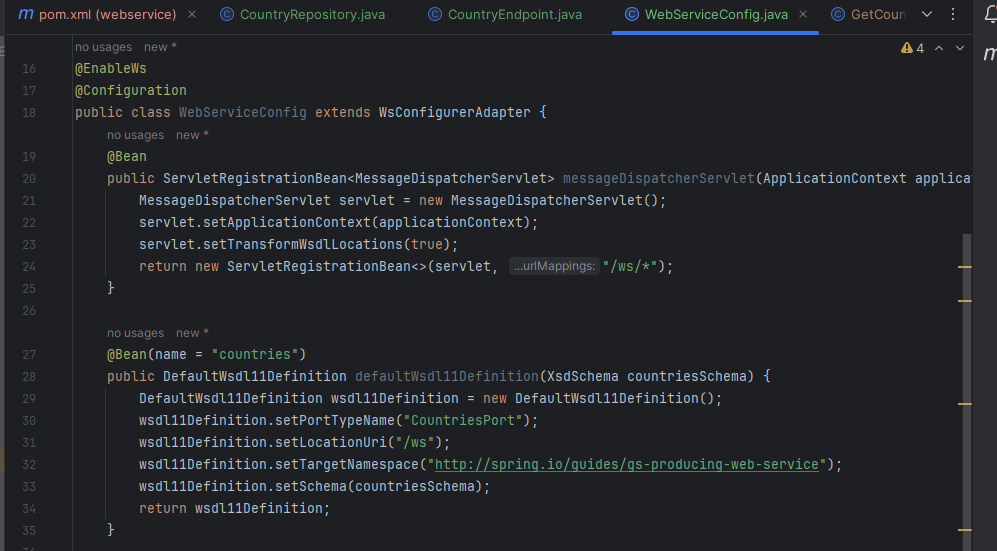 pom.xml (webservice)
CountryRepository.java
CountryEndpoint.java
WebServiceConfig.java
GetCoun
no usages new *
4
16 @EnableWs
17 @Configuration
18 public class WebServiceConfig extends WsConfigurerAdapter {
no usages new *
19 @Bean
20 public ServletRegistrationBean<MessageDispatcherServlet> messageDispatcherServlet(ApplicationContext applica
21 MessageDispatcherServlet servlet = new MessageDispatcherServlet();
22 servlet.setApplicationContext(applicationContext);
23 servlet.setTransformWsdlLocations(true);
24 return new ServletRegistrationBean<>(servlet, ...urlMappings: "/ws/*");
25 }
26
no usages new *
27 @Bean(name = "countries")
28 public DefaultWsdl11Definition defaultWsdl11Definition(XsdSchema countriesSchema) {
29 DefaultWsdl11Definition wsdl11Definition = new DefaultWsdl11Definition();
30 wsdl11Definition.setPortTypeName("CountriesPort");
31 wsdl11Definition.setLocationUri("/ws");
32 wsdl11Definition.setTargetNamespace("http://spring.io/guides/gs-producing-web-service");
33 wsdl11Definition.setSchema(countriesSchema);
34 return wsdl11Definition;
35 }